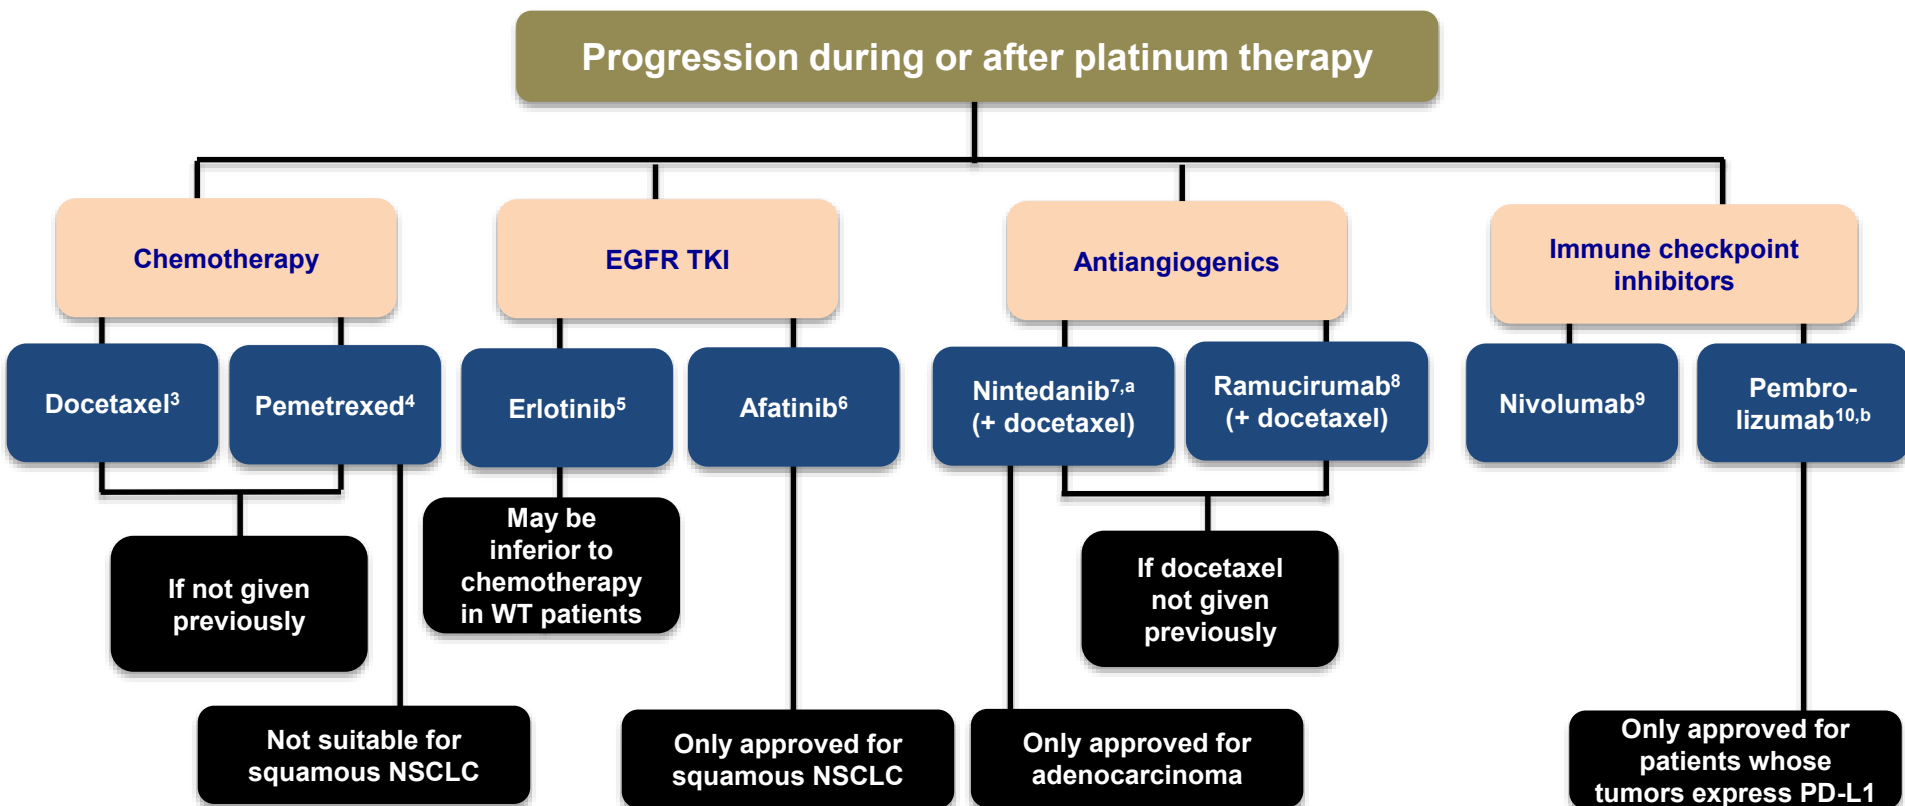 Progression during or after platinum therapy
Chemotherapy
EGFR TKI
Antiangiogenics
Immune checkpoint
inhibitors
Docetaxel3
Pemetrexed4
Erlotinib5
Afatinib6
Nintedanib7,a
(+ docetaxel)
Ramucirumab8
(+ docetaxel)
Nivolumab9
Pembro-
lizumab10,b
If not given
previously
May be
inferior to
chemotherapy
in WT patients
If docetaxel
not given
previously
Not suitable for
squamous NSCLC
Only approved for
squamous NSCLC
Only approved for
adenocarcinoma
Only approved for
patients whose
tumors express PD-L1